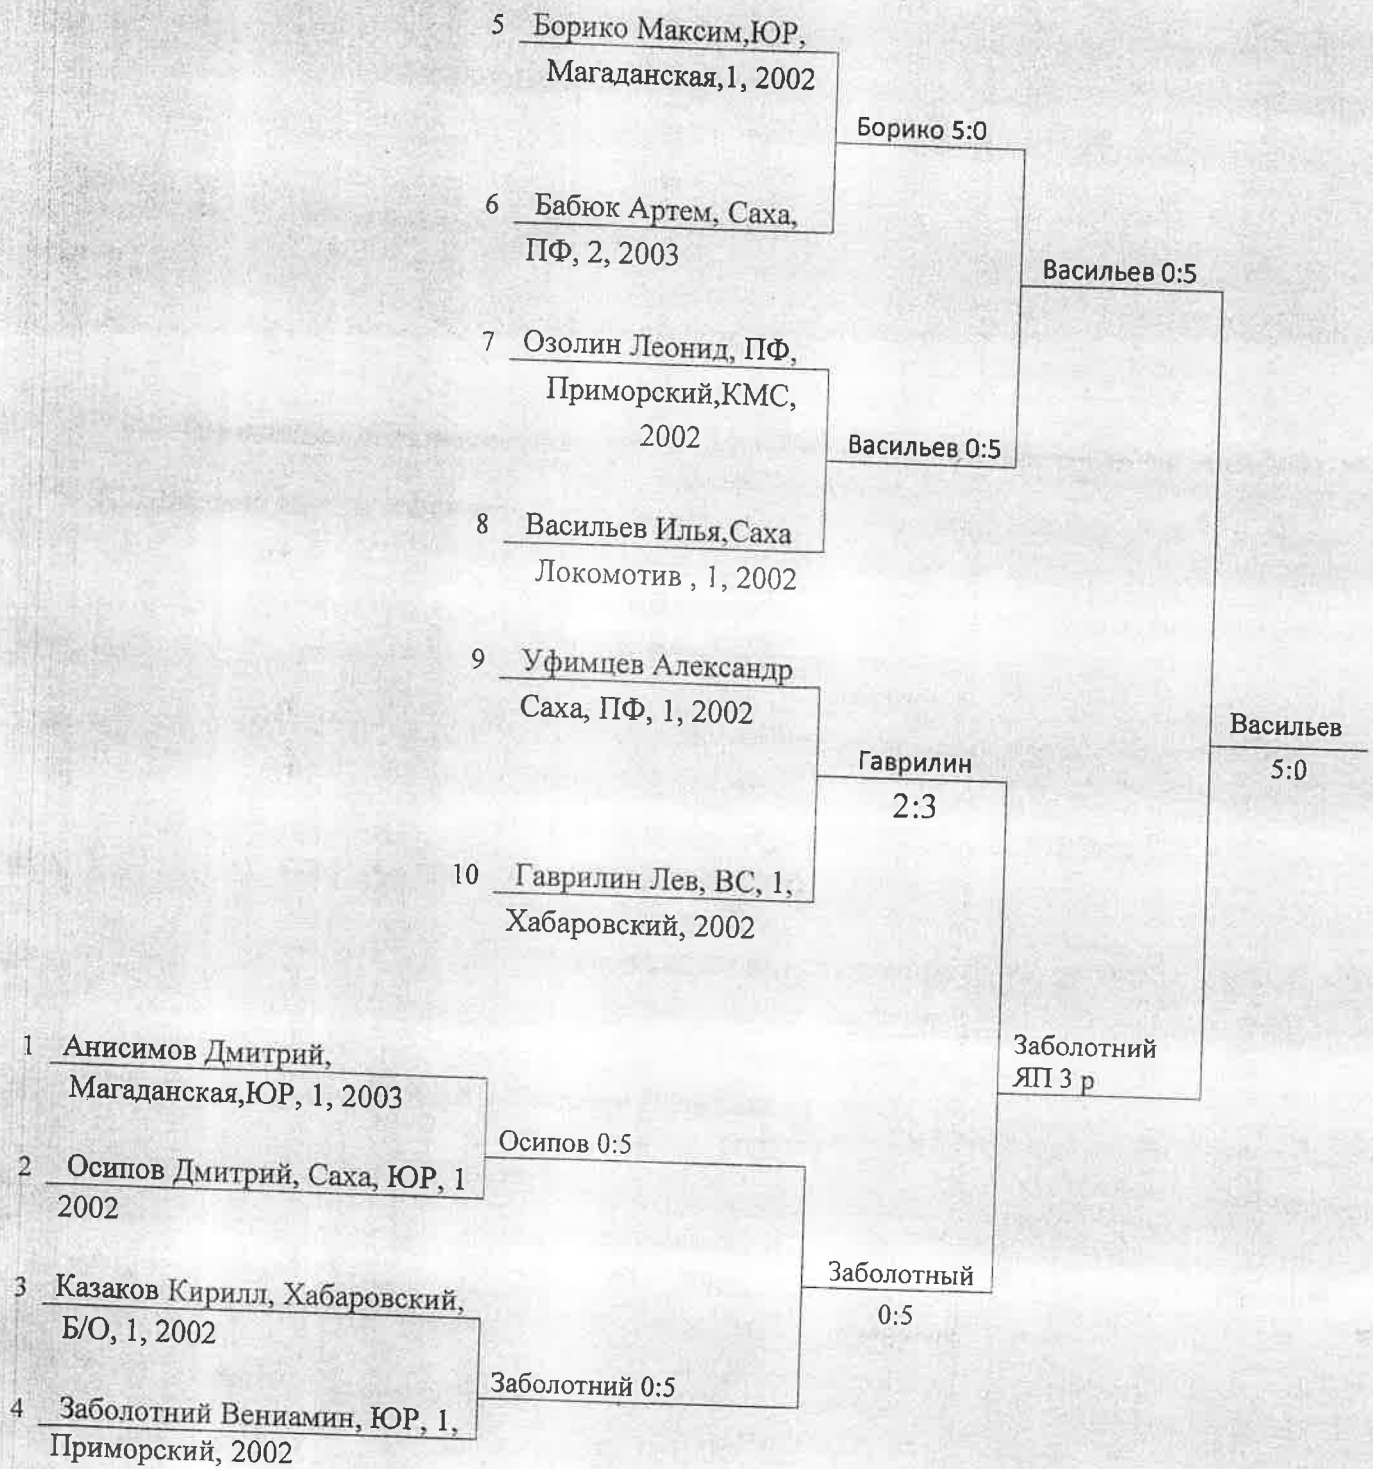 5 Борико Максим,ЮР,
Магаданская,1, 2002
Борико 5:0
6 Бабюк Артем, Саха,
ПФ, 2, 2003
Васильев 0:5
7 Озолин Леонид, ПФ,
Приморский,КМС,
2002
Васильев 0:5
8 Васильев Илья,Саха
Локомотив , 1, 2002
9 Уфимцев Александр
Саха, ПФ, 1, 2002
Васильев
5:0
Гаврилин
2:3
10 Гаврилин Лев, ВС, 1,
Хабаровский, 2002
Заболотний
ЯП 3 р
1 Анисимов Дмитрий,
Магаданская,ЮР, 1, 2003
Осипов 0:5
2 Осипов Дмитрий, Саха, ЮР, 1
2002
Заболотный
0:5
3 Казаков Кирилл, Хабаровский,
Б/О, 1, 2002
Заболотний 0:5
4 Заболотний Вениамин, ЮР, 1,
Приморский, 2002